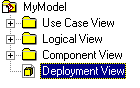 MyModel
Use Case View
Logical View
Component View
Deployment View